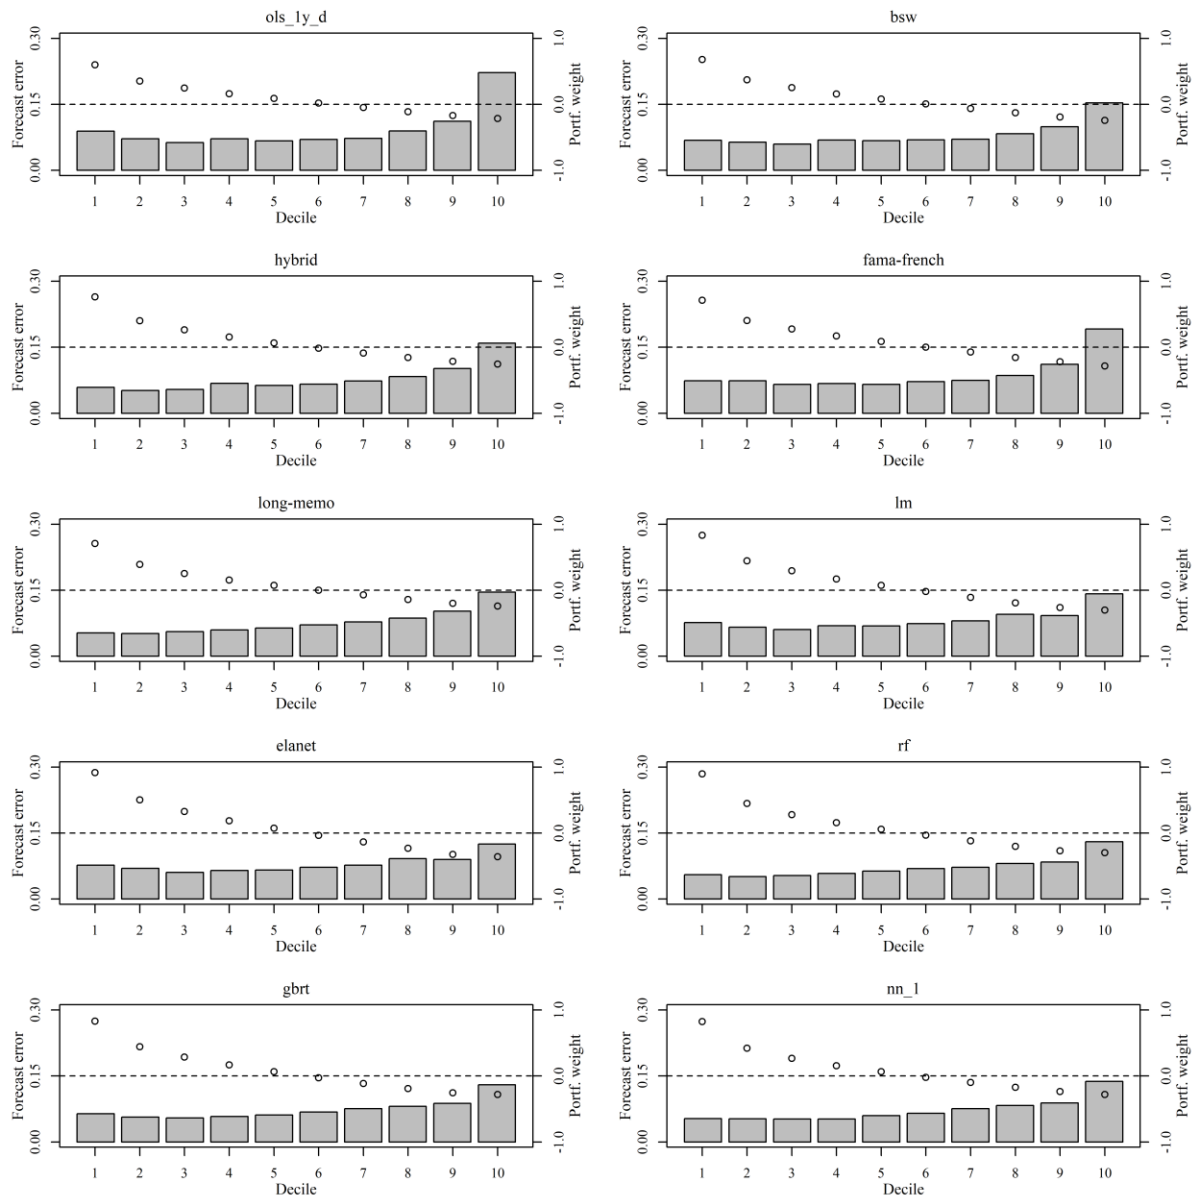 ols_1y_d
Forecast error
0.00 0.15 0.30
Portf. weight
-1.0 0.0 1.0
1 2 3 4 5 6 7 8 9 10
Decile
bsw
Forecast error
0.00 0.15 0.30
Portf. weight
-1.0 0.0 1.0
1 2 3 4 5 6 7 8 9 10
Decile
hybrid
Forecast error
0.00 0.15 0.30
Portf. weight
-1.0 0.0 1.0
1 2 3 4 5 6 7 8 9 10
Decile
fama-french
Forecast error
0.00 0.15 0.30
Portf. weight
-1.0 0.0 1.0
1 2 3 4 5 6 7 8 9 10
Decile
long-memo
Forecast error
0.00 0.15 0.30
Portf. weight
-1.0 0.0 1.0
1 2 3 4 5 6 7 8 9 10
Decile
lm
Forecast error
0.00 0.15 0.30
Portf. weight
-1.0 0.0 1.0
1 2 3 4 5 6 7 8 9 10
Decile
elanet
Forecast error
0.00 0.15 0.30
Portf. weight
-1.0 0.0 1.0
1 2 3 4 5 6 7 8 9 10
Decile
rf
Forecast error
0.00 0.15 0.30
Portf. weight
-1.0 0.0 1.0
1 2 3 4 5 6 7 8 9 10
Decile
gbrt
Forecast error
0.00 0.15 0.30
Portf. weight
-1.0 0.0 1.0
1 2 3 4 5 6 7 8 9 10
Decile
nn_1
Forecast error
0.00 0.15 0.30
Portf. weight
-1.0 0.0 1.0
1 2 3 4 5 6 7 8 9 10
Decile